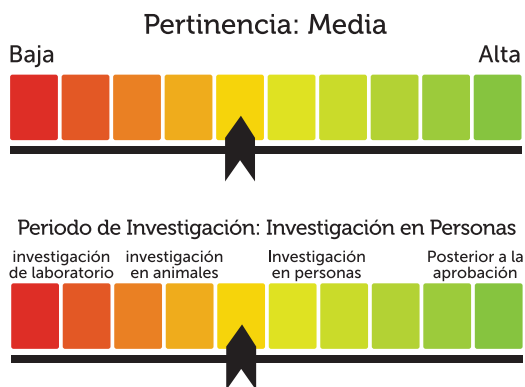 Pertinencia: Media
Baja Alta
Periodo de Investigación: Investigación en Personas
investigación de laboratorio
investigación en animales
Investigación en personas
Posterior a la aprobación